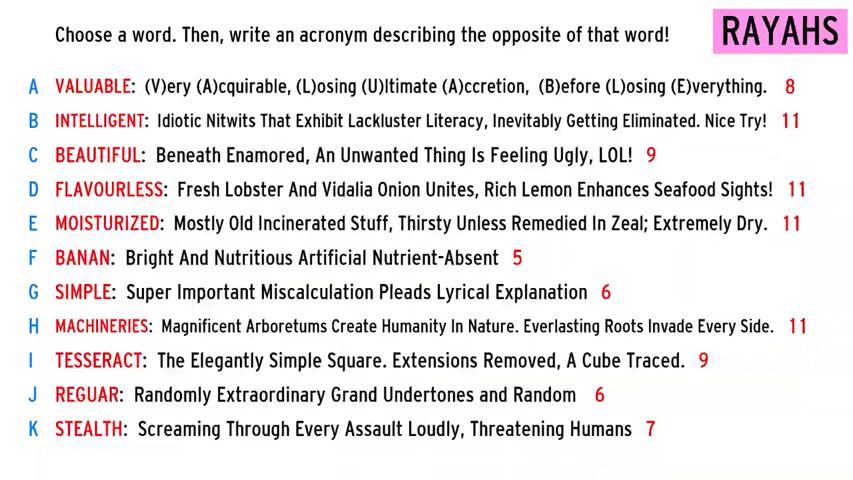 Choose a word. Then, write an acronym describing the opposite of that word! RAYAHS
A VALUABLE: (V)ery (A)cquirable, (L)osing (U)ltimate (A)ccretion, (B)efore (L)osing (E)verything. 8
B INTELLIGENT: Idiotic Nitwits That Exhibit Lackluster Literacy, Inevitably Getting Eliminated. Nice Try! 11
C BEAUTIFUL: Beneath Enamored, An Unwanted Thing Is Feeling Ugly, LOL! 9
D FLAVOURLESS: Fresh Lobster And Vidalia Onion Unites, Rich Lemon Enhances Seafood Sights! 11
E MOISTURIZED: Mostly Old Incinerated Stuff, Thirsty Unless Remedied In Zeal; Extremely Dry. 11
F BANAN: Bright And Nutritious Artificial Nutrient-Absent 5
G SIMPLE: Super Important Miscalculation Pleads Lyrical Explanation 6
H MACHINERIES: Magnificent Arboretums Create Humanity In Nature. Everlasting Roots Invade Every Side. 11
I TESSERACT: The Elegantly Simple Square. Extensions Removed, A Cube Traced. 9
J REGUAR: Randomly Extraordinary Grand Undertones and Random 6
K STEALTH: Screaming Through Every Assault Loudly, Threatening Humans 7